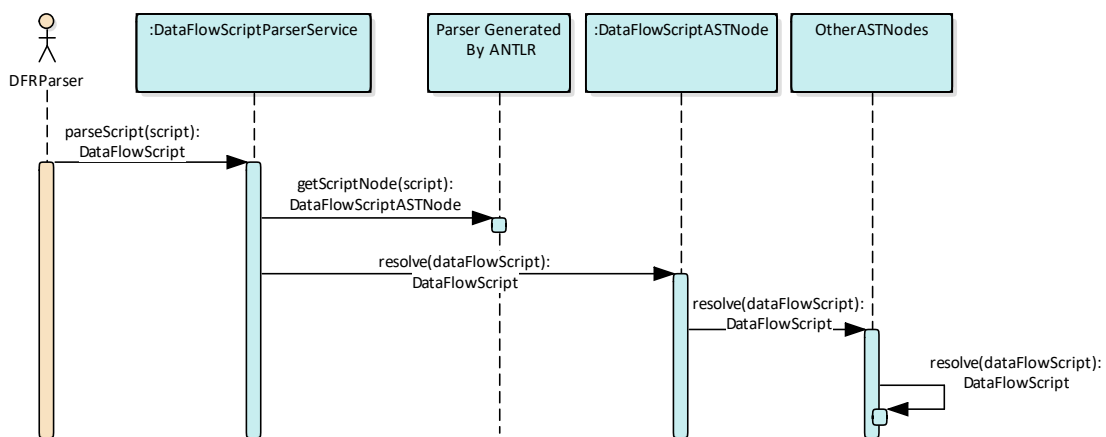 :DataFlowScriptParserService
Parser Generated
By ANTLR
:DataFlowScriptASTNode
OtherASTNodes
DFRParser
parseScript(script):
DataFlowScript
getScriptNode(script):
DataFlowScriptASTNode
resolve(dataFlowScript):
DataFlowScript
resolve(dataFlowScript):
DataFlowScript
resolve(dataFlowScript):
DataFlowScript